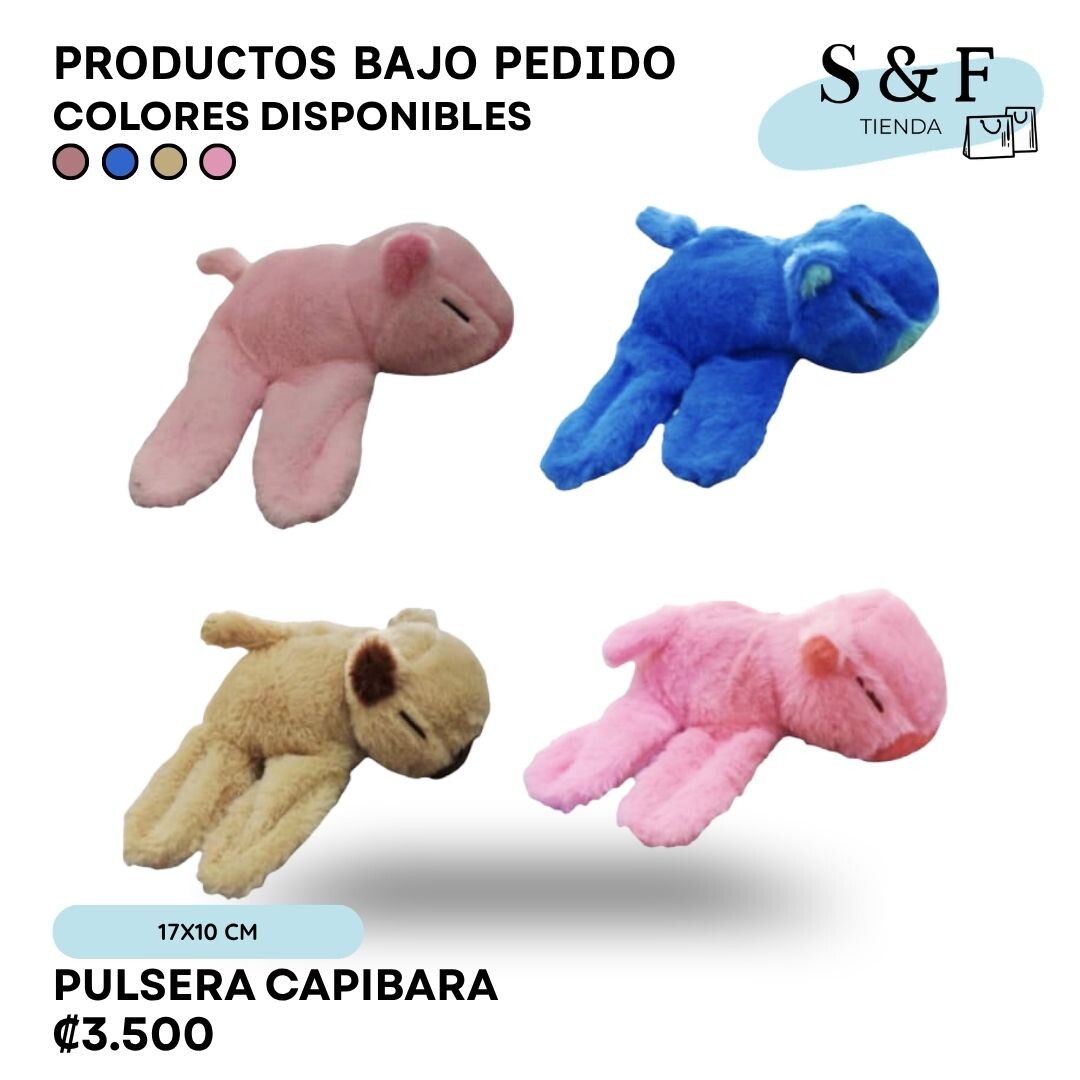 PRODUCTOS BAJO PEDIDO
COLORES DISPONIBLES
S & F
TIENDA
17X10 CM
PULSERA CAPIBARA
₡3.500